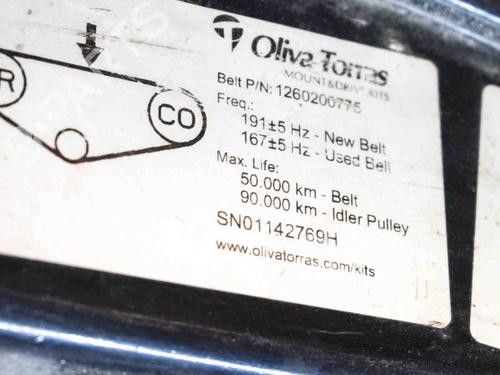 Oliva Torras
MOUNT&DRIVE KITS
Belt P/N: 1260200775
Freq.:
191±5 Hz - New Belt
167±5 Hz - Used Belt
Max. Life:
50.000 km - Belt
90.000 km - Idler Pulley
SN01142769H
www.olivatorras.com/kits
R
CO